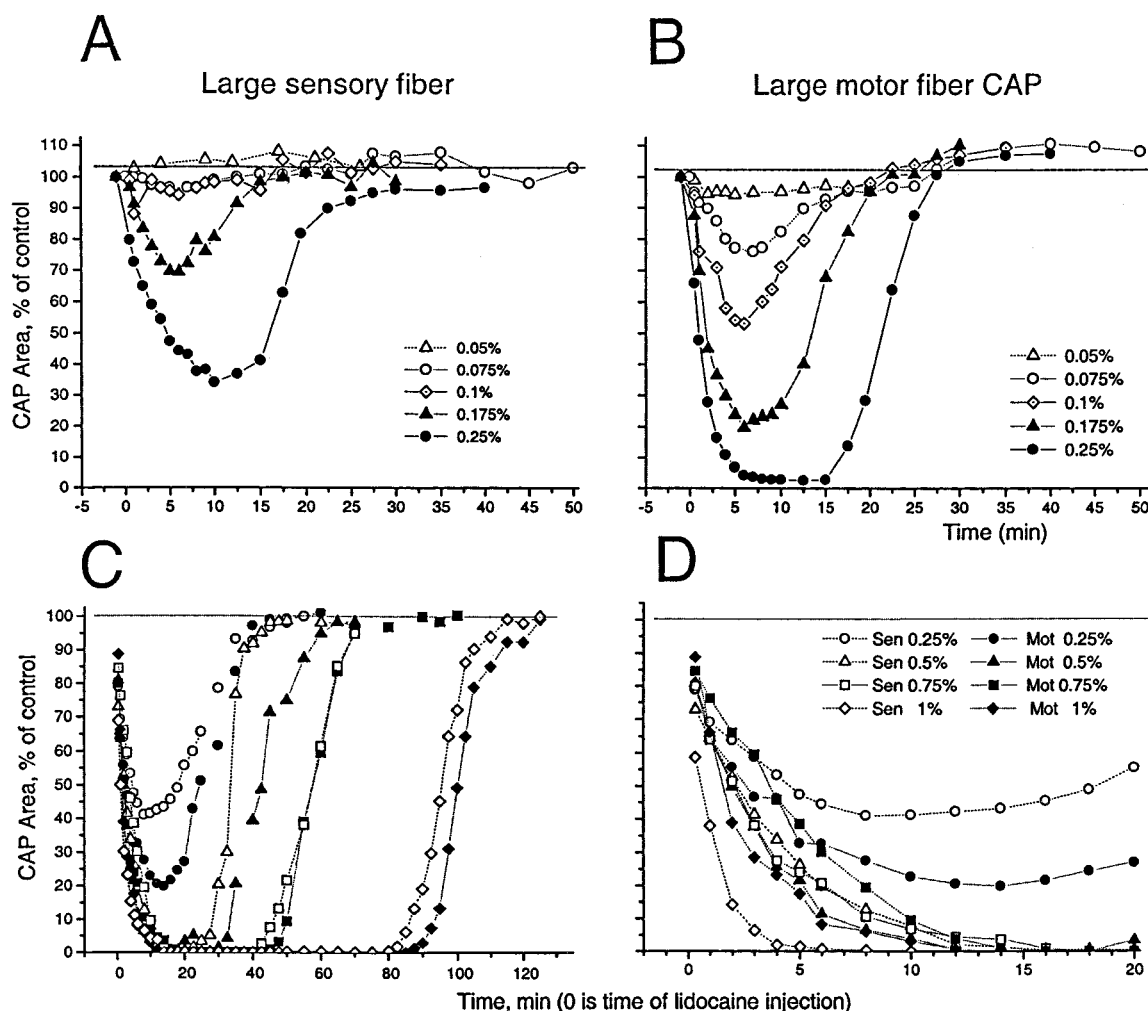 A
Large sensory fiber
B
Large motor fiber CAP
CAP Area, % of control
110
100
90
80
70
60
50
40
30
20
10
0
-5 0 5 10 15 20 25 30 35 40 45 50
0.05%
0.075%
0.1%
0.175%
0.25%
-5 0 5 10 15 20 25 30 35 40 45 50
Time (min)
0.05%
0.075%
0.1%
0.175%
0.25%
C
CAP Area, % of control
100
90
80
70
60
50
40
30
20
10
0
0 20 40 60 80 100 120
D
Sen 0.25% Mot 0.25%
Sen 0.5% Mot 0.5%
Sen 0.75% Mot 0.75%
Sen 1% Mot 1%
0 5 10 15 20
Time, min (0 is time of lidocaine injection)